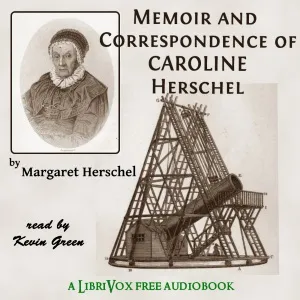 MEMOIR AND
CORRESPONDENCE OF
CAROLINE
HERSCHEL
by
Margaret Herschel
read by
Kevin Green
A LIBRIVOX FREE AUDIOBOOK